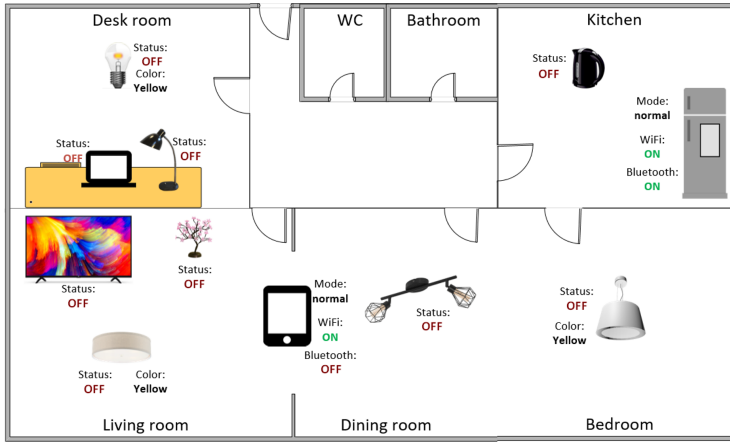 Desk room
WC
Bathroom
Kitchen
Status:
OFF
Color:
Yellow
Status:
OFF
Status:
OFF
Status:
OFF
Mode:
normal
WiFi:
ON
Bluetooth:
ON
Status:
OFF
Status:
OFF
Status:
OFF
Color:
Yellow
Living room
Mode:
normal
WiFi:
ON
Bluetooth:
OFF
Status:
OFF
Dining room
Status:
OFF
Color:
Yellow
Bedroom